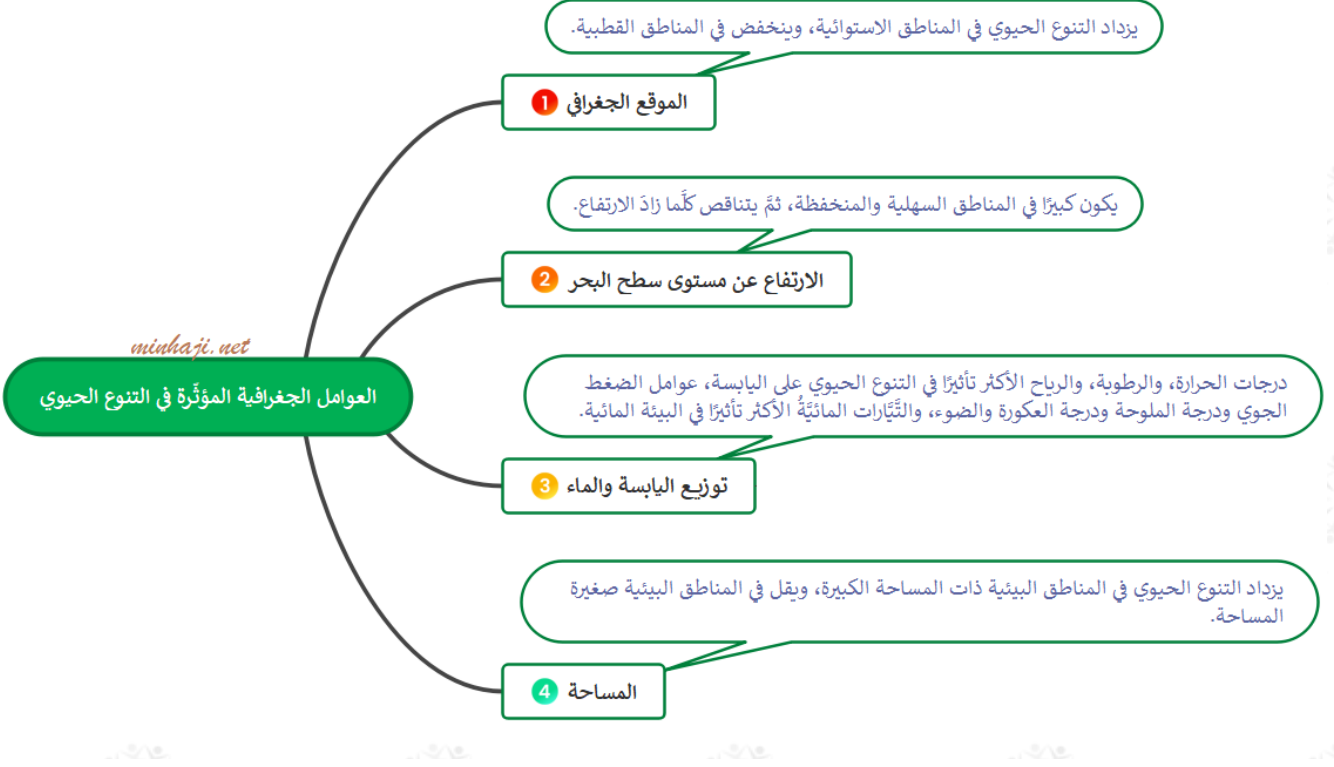 يزداد التنوع الحيوي في المناطق الاستوائية، وينخفض في المناطق القطبية.
الموقع الجغرافي 1
يكون كبيرًا في المناطق السهلية والمنخفظة، ثمَّ يتناقص كلَّما زادَ الارتفاع.
الارتفاع عن مستوى سطح البحر 2
minhaji.net
العوامل الجغرافية المؤثّرة في التنوع الحيوي
درجات الحرارة، والرطوبة، والرياح الأكثر تأثيرًا في التنوع الحيوي على اليابسة، عوامل الضغط
الجوي ودرجة الملوحة ودرجة العكورة والضوء، والتَّيَّارات المائيَّةُ الأكثر تأثيرًا في البيئة المائية.
توزيع اليابسة والماء 3
يزداد التنوع الحيوي في المناطق البيئية ذات المساحة الكبيرة، ويقل في المناطق البيئية صغيرة
المساحة.
المساحة 4